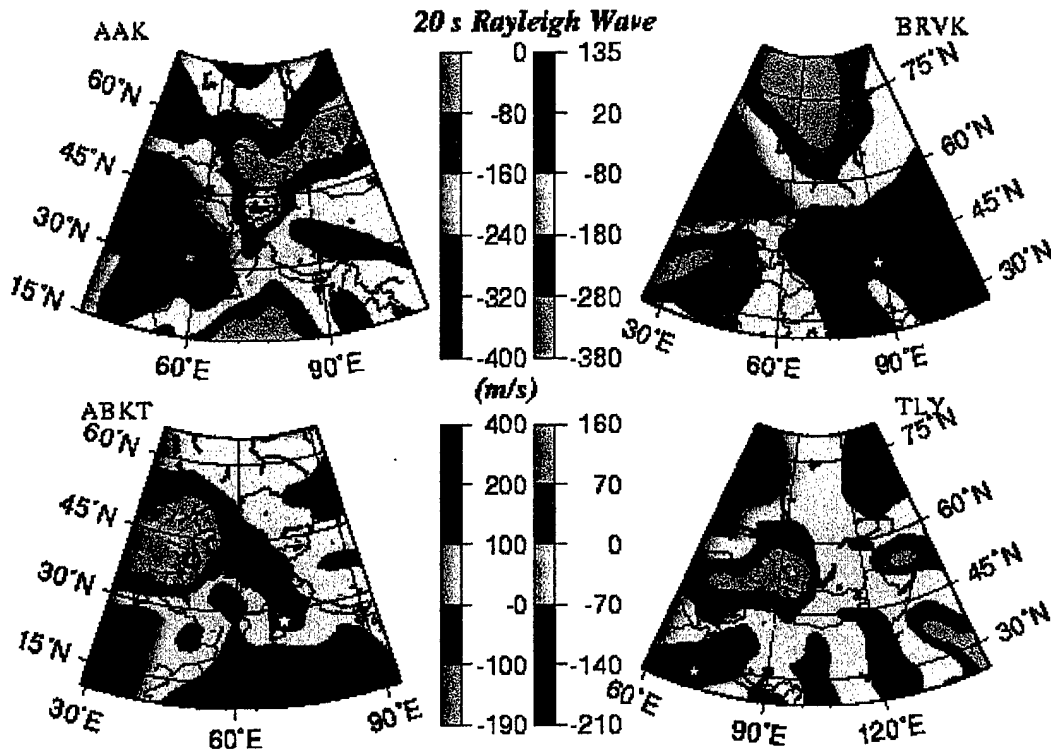 20 s Rayleigh Wave
AAK
60°N
45°N
30°N
15°N
60°E
90°E
0
-80
-160
-240
-320
-400
135
20
-80
-180
-280
-380
BRVK
75°N
60°N
45°N
30°N
30°E
60°E
90°E
(m/s)
ABKT
60°N
45°N
30°N
15°N
30°E
60°E
90°E
400
200
100
-0
-100
-190
160
70
0
-70
-140
-210
TLY
75°N
60°N
45°N
30°N
60°E
90°E
120°E